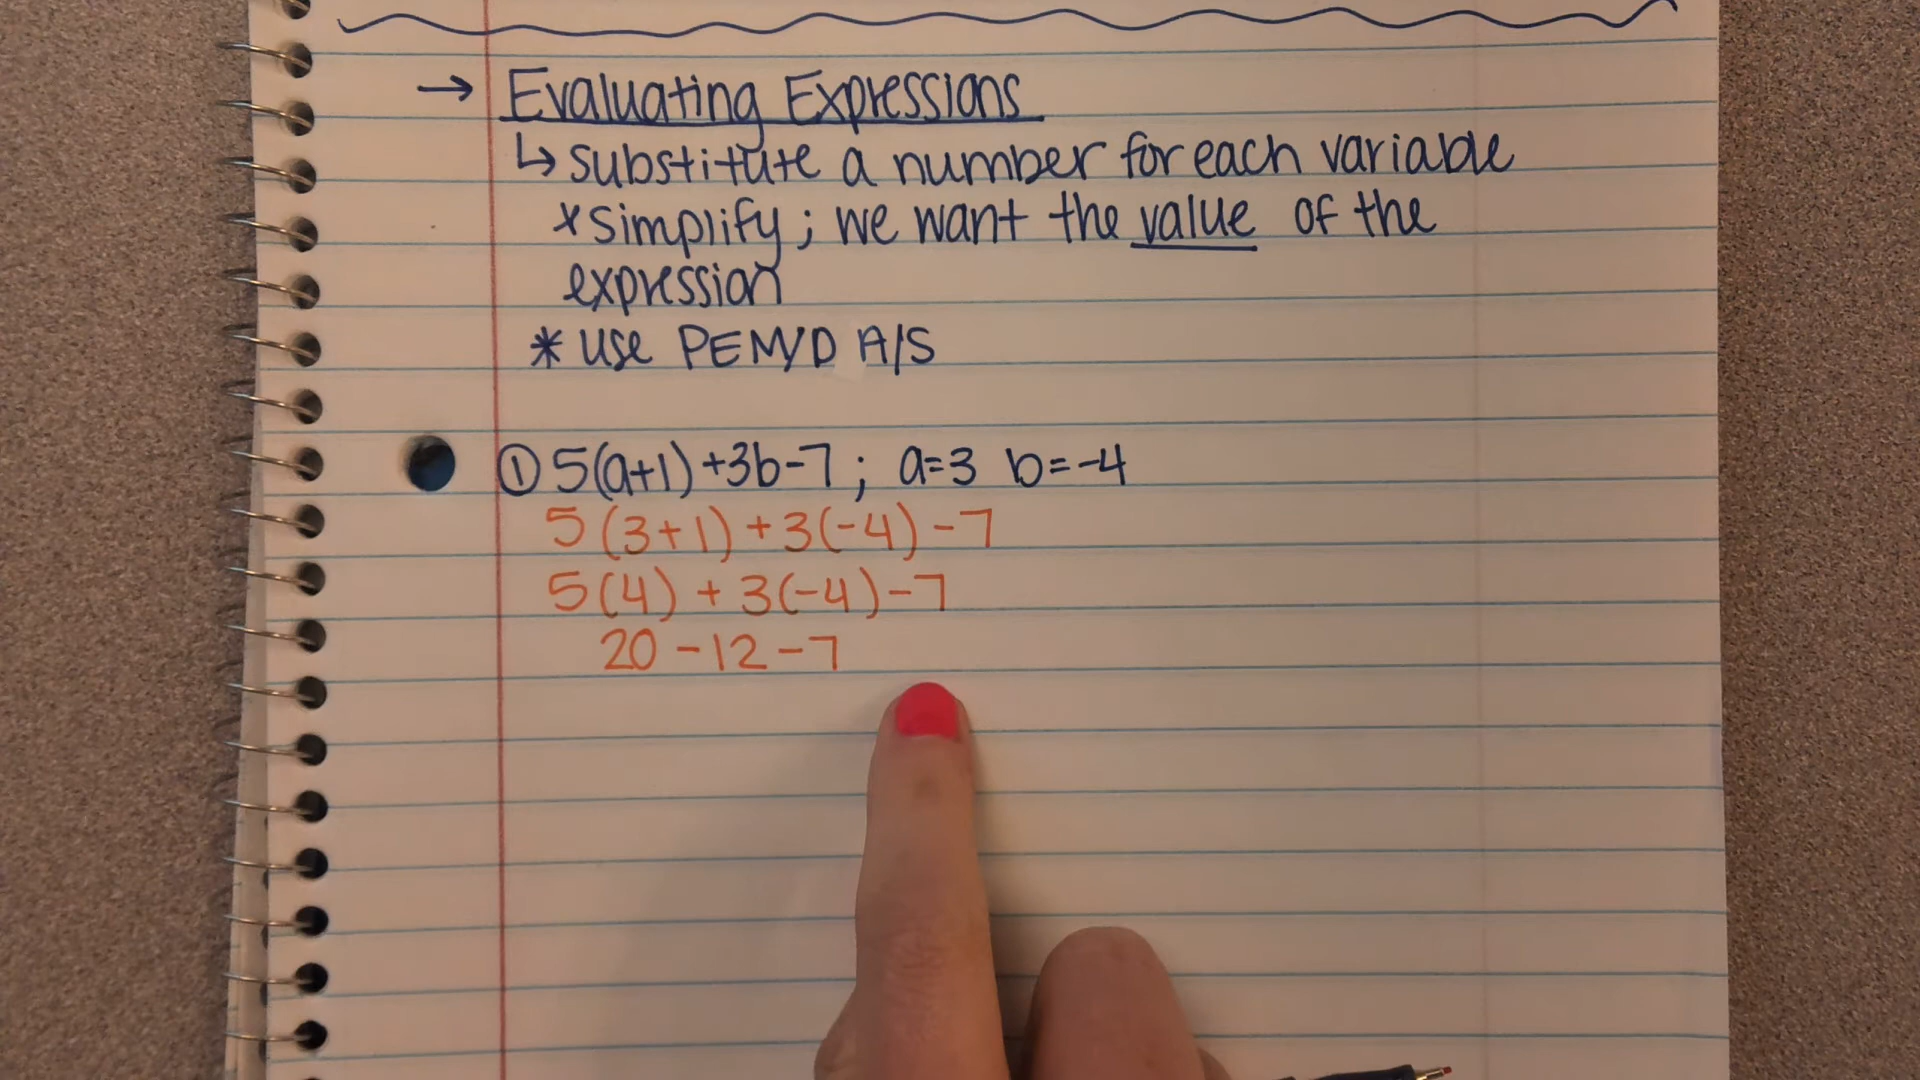 → Evaluating Expressions
↳ substitute a number for each variable
* simplify; we want the value of the
expression
* use PEM/D A/S
① 5(a+1)+3b-7; a=3 b=-4
5(3+1)+3(-4)-7
5(4)+3(-4)-7
20-12-7